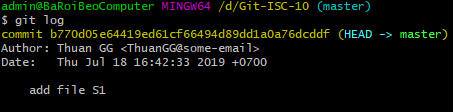 admin@BaRoiBeoComputer MINGW64 /d/Git-ISC-10 (master)
$ git log
commit b770d05e64419ed61cf66494d89dd1a0a76dcddf (HEAD -> master)
Author: Thuan GG <ThuanGG@some-email>
Date:   Thu Jul 18 16:42:33 2019 +0700
    add file S1